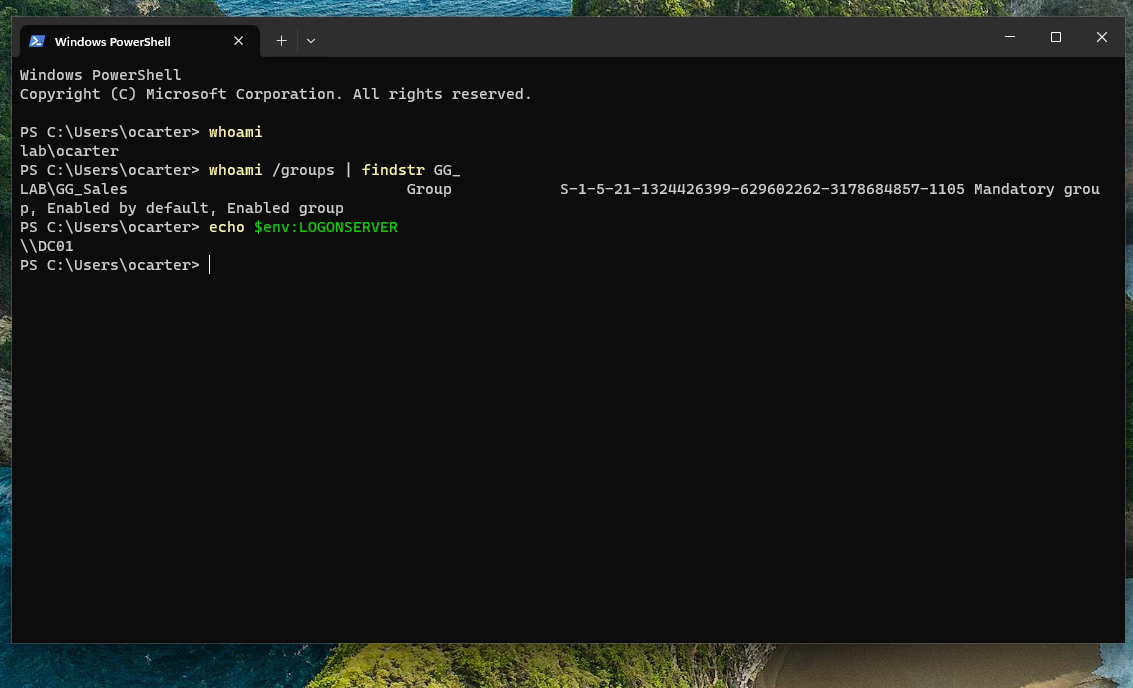 Windows PowerShell
Windows PowerShell
Copyright (C) Microsoft Corporation. All rights reserved.
PS C:\Users\ocarter> whoami
lab\ocarter
PS C:\Users\ocarter> whoami /groups | findstr GG_
LAB\GG_Sales                               Group            S-1-5-21-1324426399-629602262-3178684857-1105 Mandatory grou
p, Enabled by default, Enabled group
PS C:\Users\ocarter> echo $env:LOGONSERVER
\\DC01
PS C:\Users\ocarter>